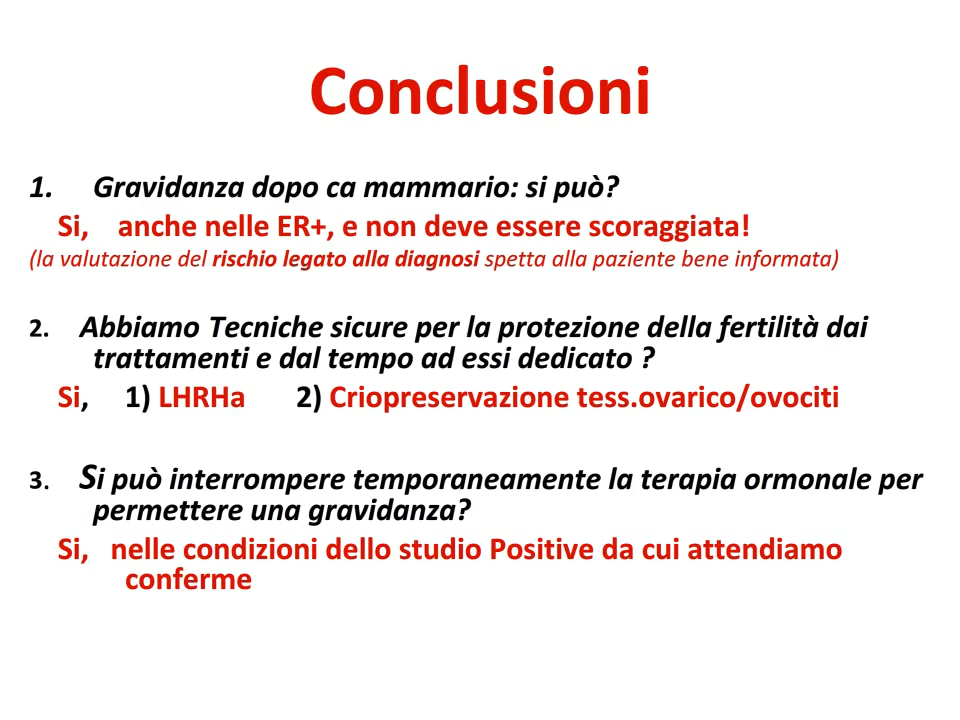 Conclusioni
1. Gravidanza dopo ca mammario: si può?
Si, anche nelle ER+, e non deve essere scoraggiata!
(la valutazione del rischio legato alla diagnosi spetta alla paziente bene informata)
2. Abbiamo Tecniche sicure per la protezione della fertilità dai
trattamenti e dal tempo ad essi dedicato ?
Si, 1) LHRHa 2) Criopreservazione tess.ovarico/ovociti
3. Si può interrompere temporaneamente la terapia ormonale per
permettere una gravidanza?
Si, nelle condizioni dello studio Positive da cui attendiamo
conferme